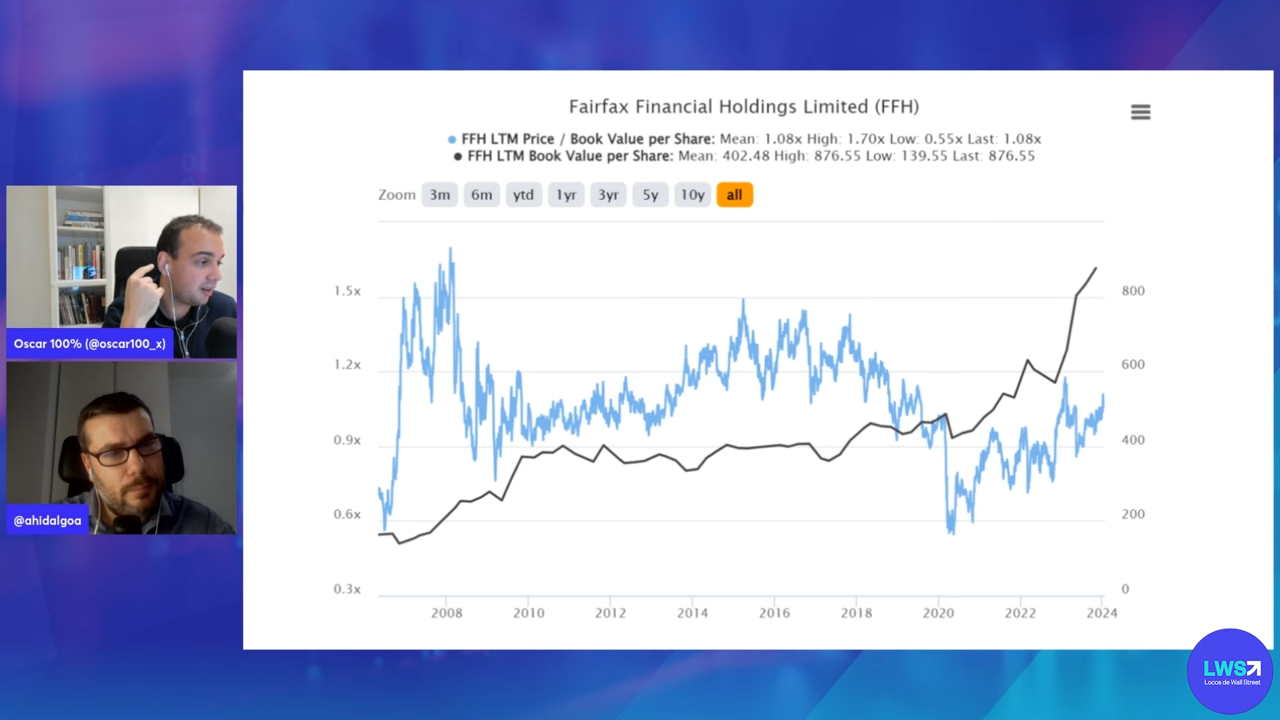 Fairfax Financial Holdings Limited (FFH)
FFH LTM Price / Book Value per Share: Mean: 1.08x High: 1.70x Low: 0.55x Last: 1.08x
FFH LTM Book Value per Share: Mean: 402.48 High: 876.55 Low: 139.55 Last: 876.55
Zoom 3m 6m ytd 1yr 3yr 5y 10y all
1.5x 800
1.2x 600
0.9x 400
0.6x 200
0.3x 0
2008 2010 2012 2014 2016 2018 2020 2022 2024
Oscar 100% (@oscar100_x)
@ahidalgoa
LWS
Locos de Wall Street